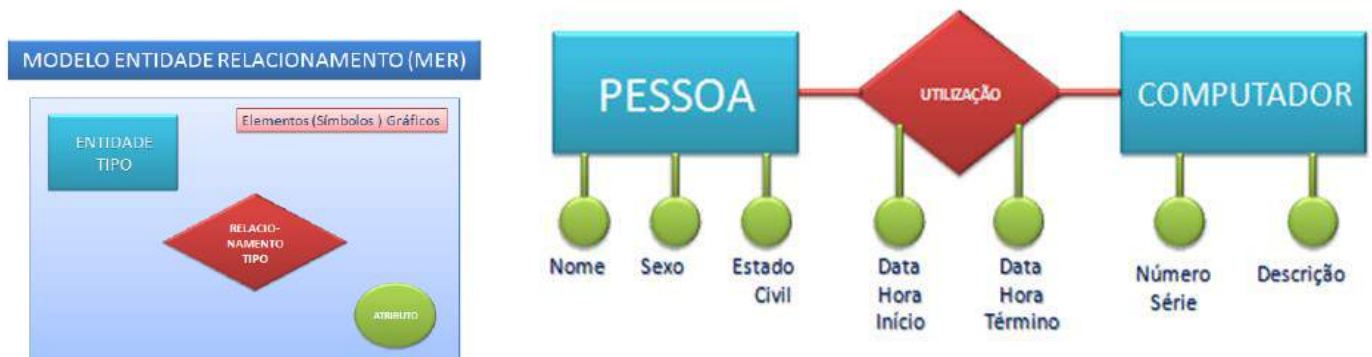 MODELO ENTIDADE RELACIONAMENTO (MER)
Elementos (Símbolos ) Gráficos
ENTIDADE
TIPO
RELACIO-
NAMENTO
TIPO
ATRIBUTO
PESSOA
UTILIZAÇÃO
COMPUTADOR
Nome
Sexo
Estado
Civil
Data
Hora
Início
Data
Hora
Término
Número
Série
Descrição